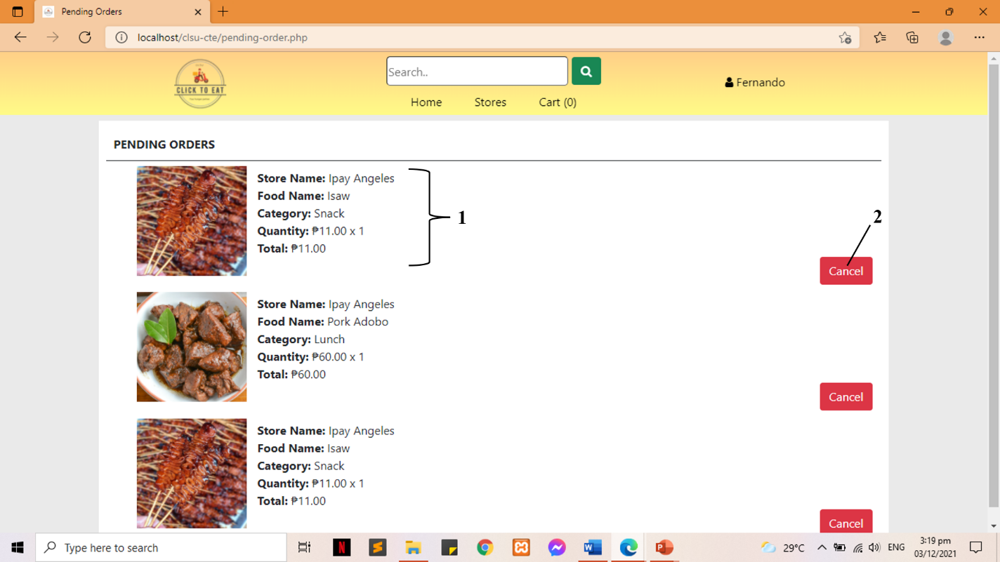 Pending Orders
localhost/clsu-cte/pending-order.php
CLICK TO EAT
Search..
Fernando
Home Stores Cart (0)
PENDING ORDERS
Store Name: Ipay Angeles
Food Name: Isaw
Category: Snack
Quantity: ₱11.00 x 1
Total: ₱11.00
1
2
Cancel
Store Name: Ipay Angeles
Food Name: Pork Adobo
Category: Lunch
Quantity: ₱60.00 x 1
Total: ₱60.00
Cancel
Store Name: Ipay Angeles
Food Name: Isaw
Category: Snack
Quantity: ₱11.00 x 1
Total: ₱11.00
Cancel
Type here to search
29°C
ENG
3:19 pm
03/12/2021